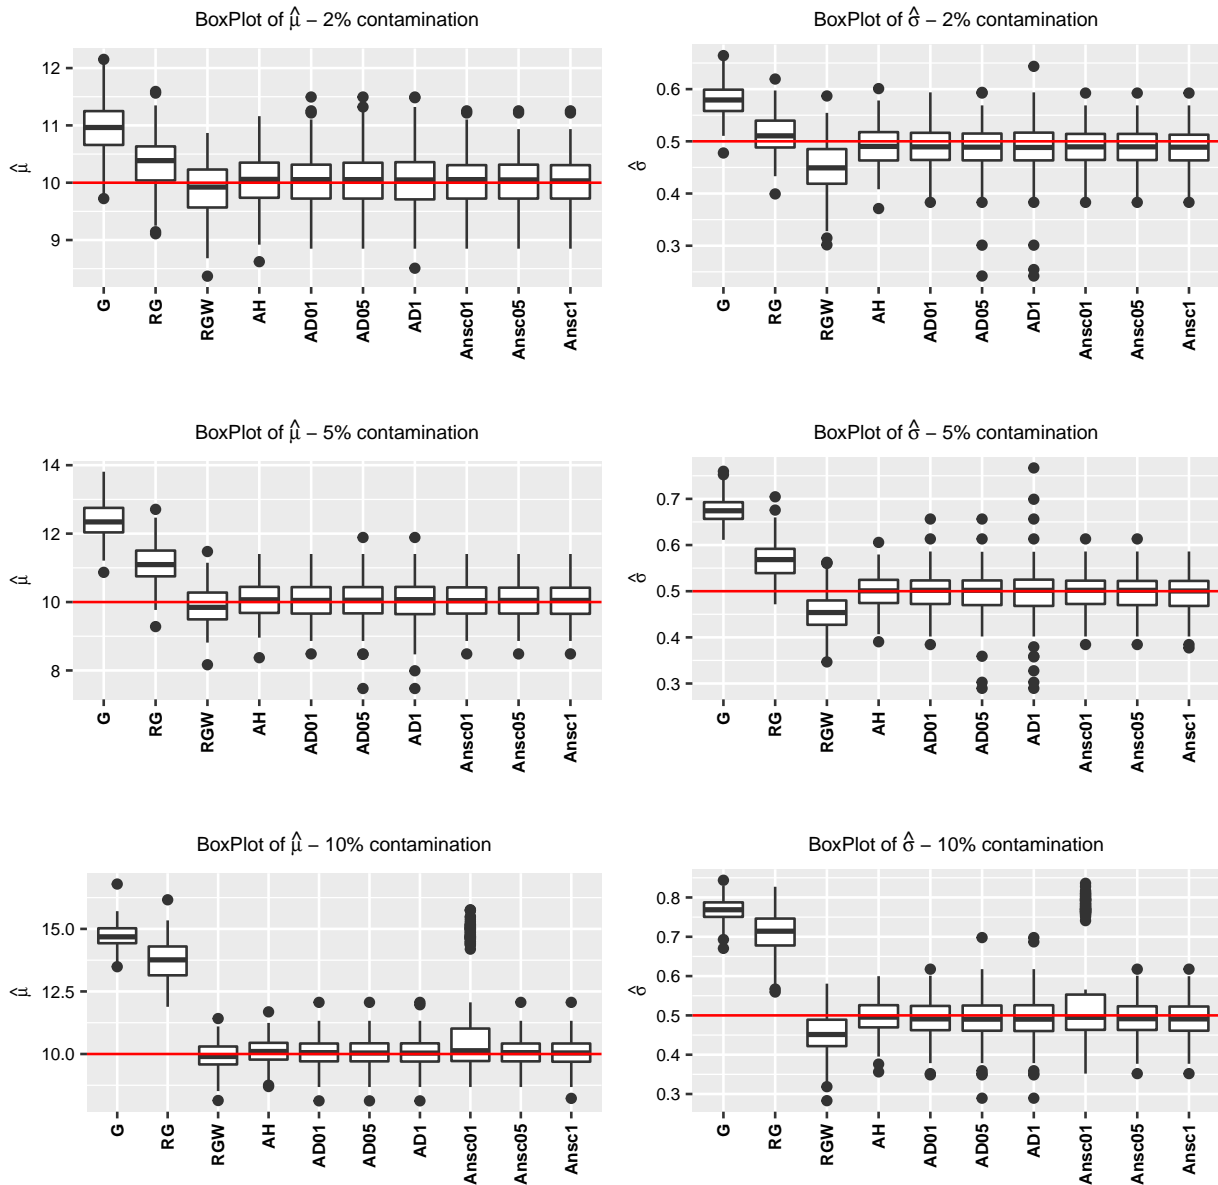 BoxPlot of μ̂ – 2% contamination
12
11
10
9
μ̂
G RG RGW AH AD01 AD05 AD1 Ansc01 Ansc05 Ansc1
BoxPlot of σ̂ – 2% contamination
0.6
0.5
0.4
0.3
σ̂
G RG RGW AH AD01 AD05 AD1 Ansc01 Ansc05 Ansc1
BoxPlot of μ̂ – 5% contamination
14
12
10
8
μ̂
G RG RGW AH AD01 AD05 AD1 Ansc01 Ansc05 Ansc1
BoxPlot of σ̂ – 5% contamination
0.7
0.6
0.5
0.4
0.3
σ̂
G RG RGW AH AD01 AD05 AD1 Ansc01 Ansc05 Ansc1
BoxPlot of μ̂ – 10% contamination
15.0
12.5
10.0
μ̂
G RG RGW AH AD01 AD05 AD1 Ansc01 Ansc05 Ansc1
BoxPlot of σ̂ – 10% contamination
0.8
0.7
0.6
0.5
0.4
0.3
σ̂
G RG RGW AH AD01 AD05 AD1 Ansc01 Ansc05 Ansc1